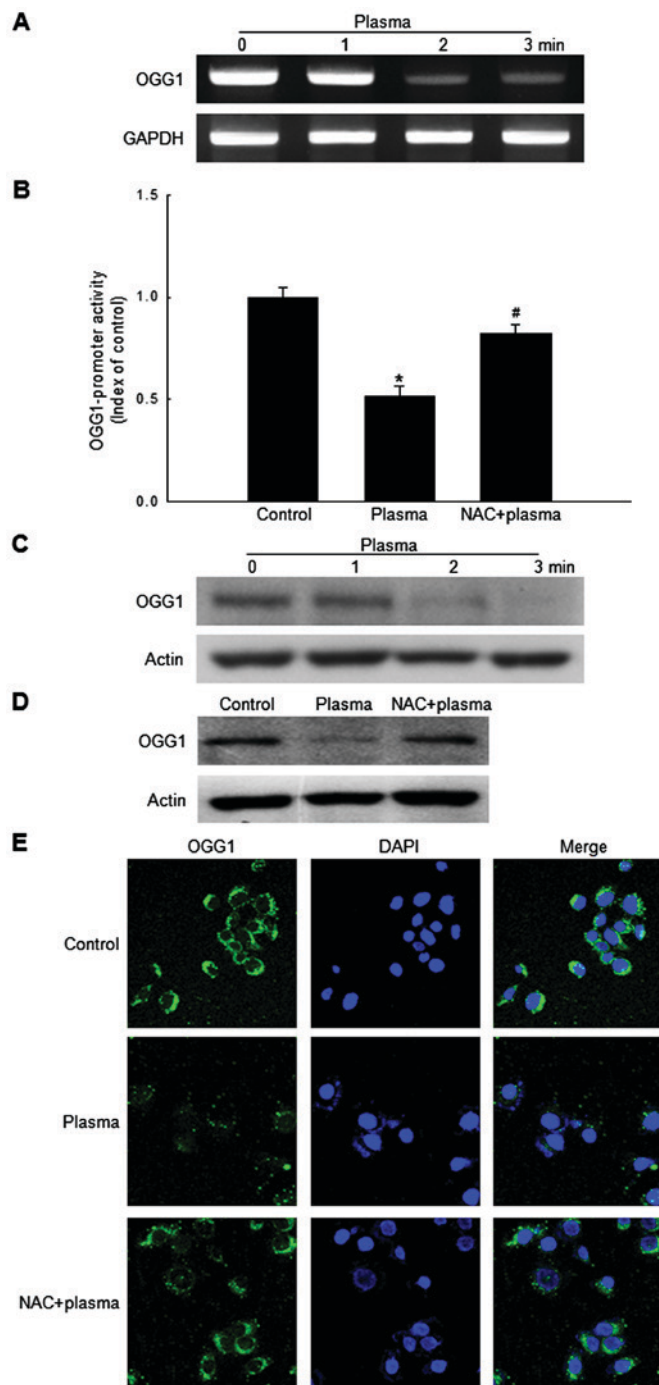 A
Plasma
0 1 2 3 min
OGG1
GAPDH
B
OGG1-promoter activity
(Index of control)
1.5
1.0
0.5
0.0
*
#
Control Plasma NAC+plasma
C
Plasma
0 1 2 3 min
OGG1
Actin
D
Control Plasma NAC+plasma
OGG1
Actin
E
OGG1 DAPI Merge
Control
Plasma
NAC+plasma